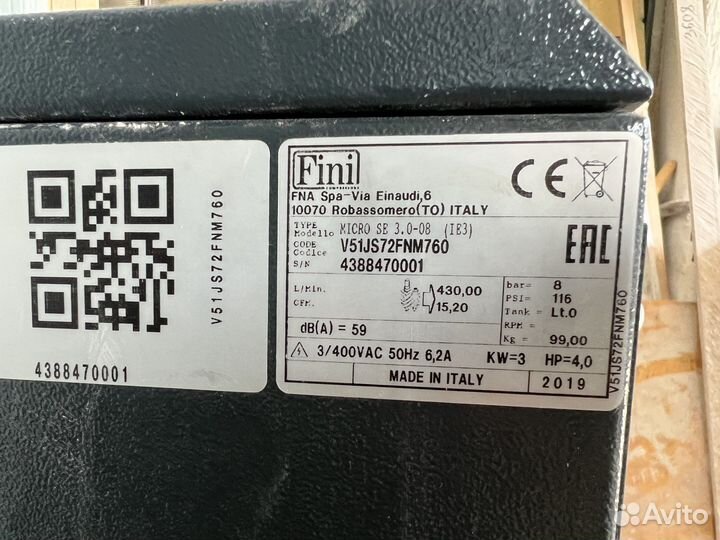 V51JS72FNM760
4388470001
Fini
COMPRESSORS
FNA Spa-Via Einaudi,6
10070 Robassomero(TO) ITALY
TYPE
Modello MICRO SE 3.0-08 (IE3)
CODE
Codice V51JS72FNM760
S/N 4388470001
CE
EAC
L/Min. 430,00
CFM. 15,20
dB(A) = 59
bar= 8
PSI= 116
Tank = Lt.0
RPM =
Kg = 99,00
3/400VAC 50Hz 6,2A KW=3 HP=4,0
MADE IN ITALY 2019
V51JS72FNM760
Avito